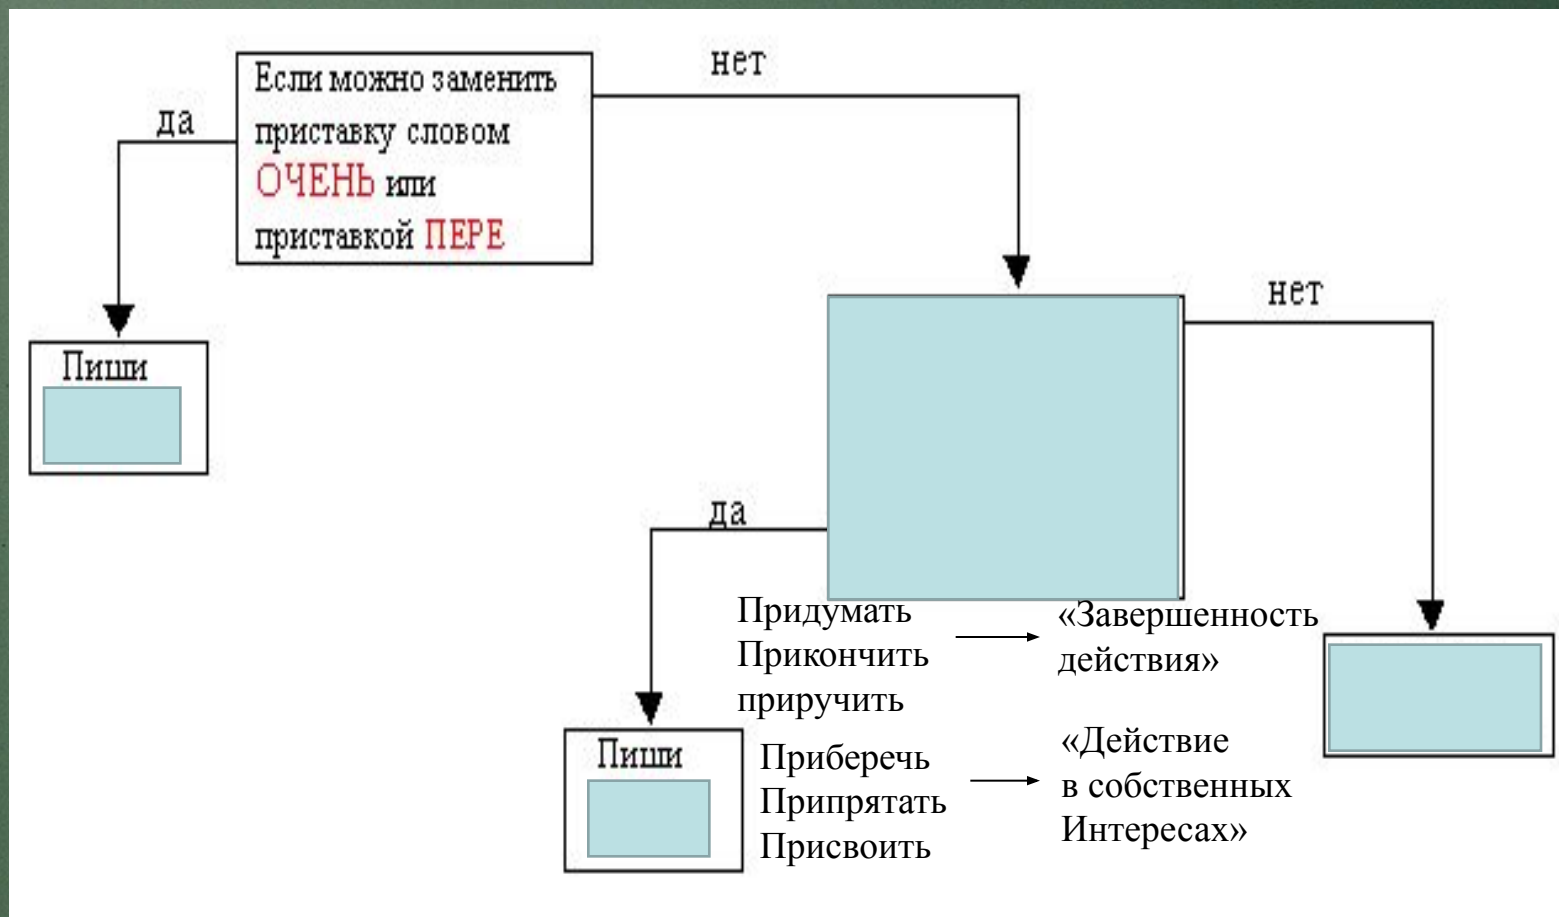 нет
Если можно заменить
приставку словом
ОЧЕНЬ или
приставкой ПЕРЕ
да
Пиши
нет
да
Придумать
Прикончить
приручить
«Завершенность
действия»
Пиши
Приберечь
Припрятать
Присвоить
«Действие
в собственных
Интересах»